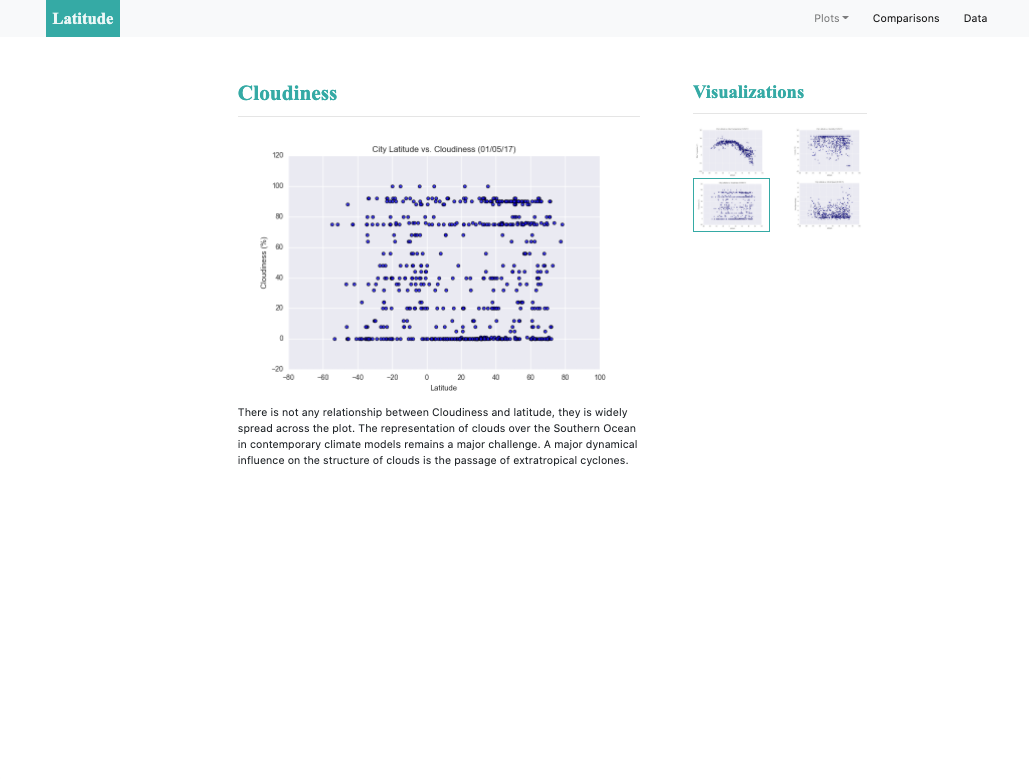 Latitude
Plots
Comparisons
Data
Cloudiness
City Latitude vs. Cloudiness (01/05/17)
120
100
80
60
40
20
0
−20
Cloudiness (%)
−80 −60 −40 −20 0 20 40 60 80 100
Latitude
There is not any relationship between Cloudiness and latitude, they is widely
spread across the plot. The representation of clouds over the Southern Ocean
in contemporary climate models remains a major challenge. A major dynamical
influence on the structure of clouds is the passage of extratropical cyclones.
Visualizations